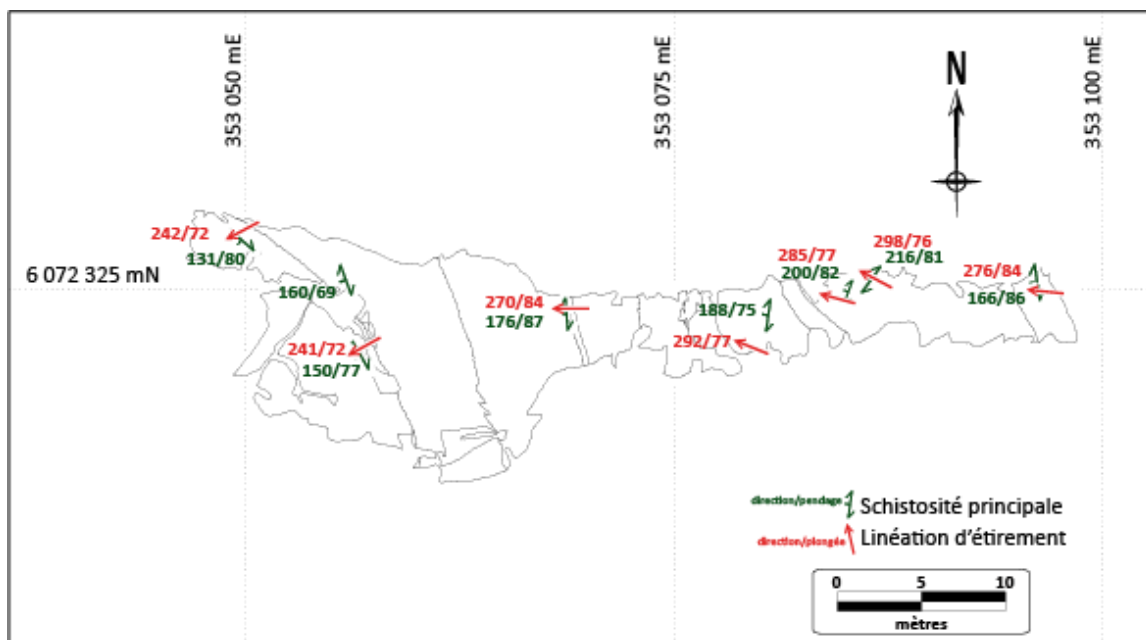 353 050 mE
353 075 mE
353 100 mE
N
6 072 325 mN
242/72
131/80
160/69
241/72
150/77
270/84
176/87
188/75
292/77
285/77
200/82
298/76
216/81
276/84
166/86
direction/pendage Schistosité principale
direction/plongée Linéation d'étirement
0 5 10
mètres